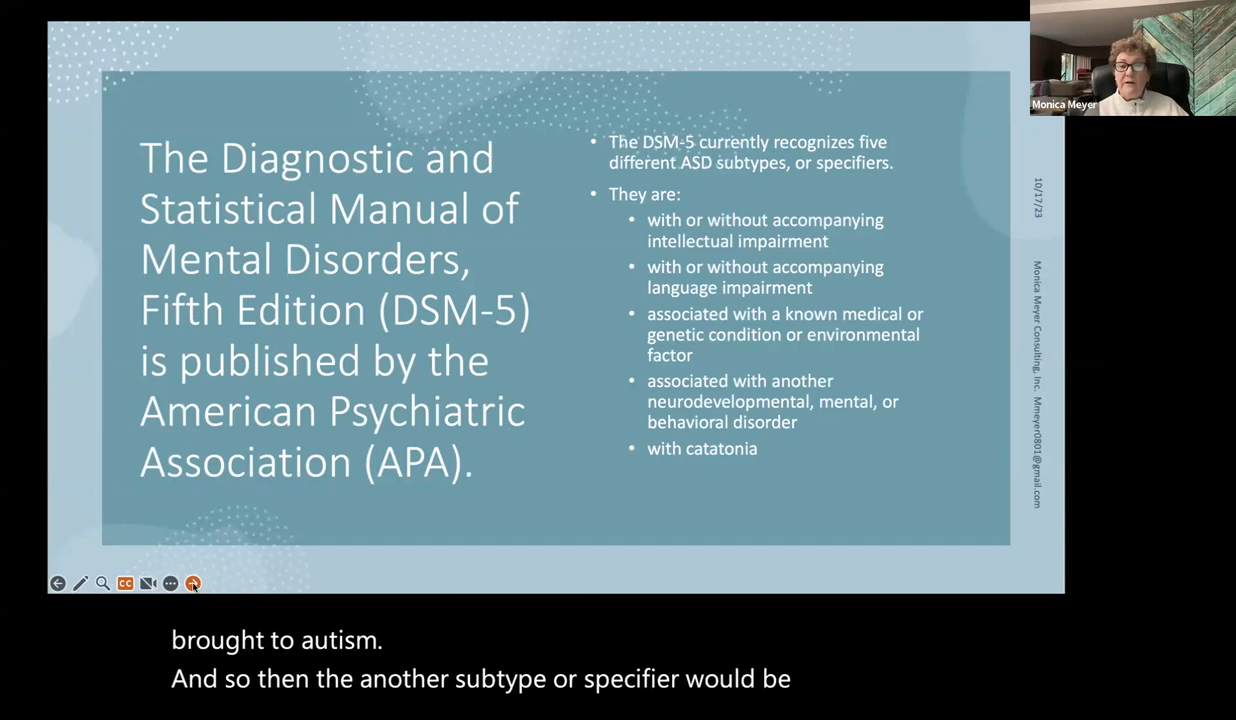 The Diagnostic and
Statistical Manual of
Mental Disorders,
Fifth Edition (DSM-5)
is published by the
American Psychiatric
Association (APA).
• The DSM-5 currently recognizes five
different ASD subtypes, or specifiers.
• They are:
• with or without accompanying
intellectual impairment
• with or without accompanying
language impairment
• associated with a known medical or
genetic condition or environmental
factor
• associated with another
neurodevelopmental, mental, or
behavioral disorder
• with catatonia
Monica Meyer
10/17/23
Monica Meyer Consulting, Inc. Mmeyer0801@gmail.com
CC
brought to autism.
And so then the another subtype or specifier would be